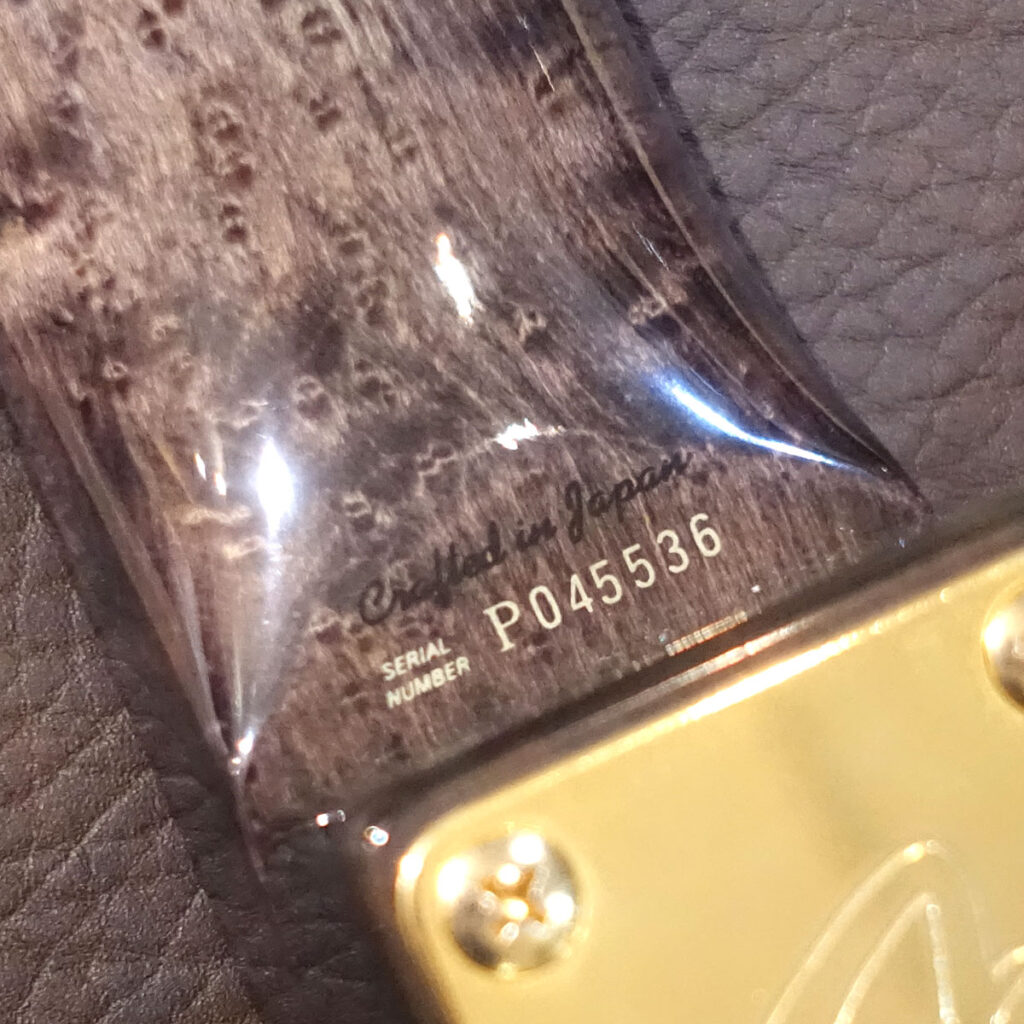 Crafted in Japan
SERIAL
NUMBER
P045536